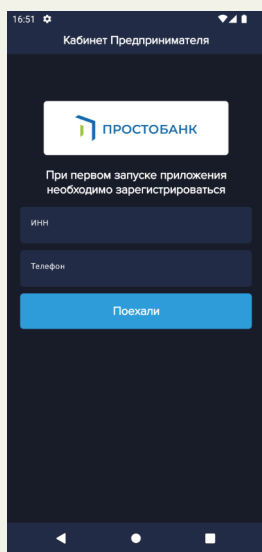 16:51
Кабинет Предпринимателя
ПРОСТОБАНК
При первом запуске приложения
необходимо зарегистрироваться
ИНН
Телефон
Поехали